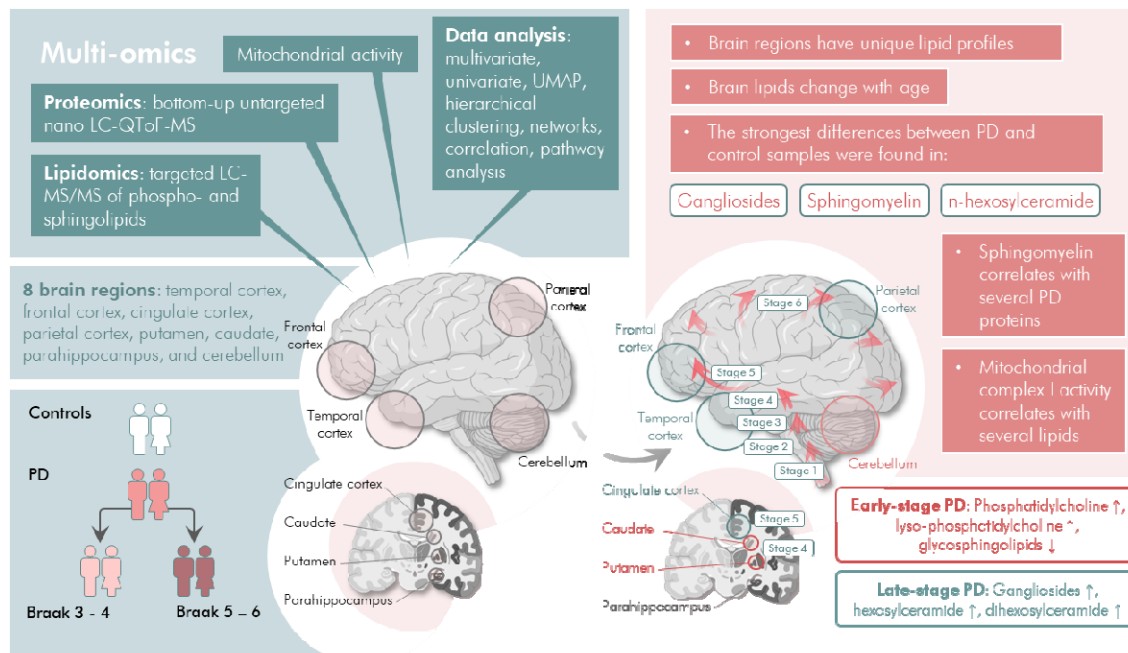 Multi-omics
Mitochondrial activity
Data analysis:
multivariate,
univariate, UMAP,
hierarchical
clustering, networks,
correlation, pathway
analysis
Proteomics: bottom-up untargeted
nano LC-QToF-MS
Lipidomics: targeted LC-
MS/MS of phospho- and
sphingolipids
8 brain regions: temporal cortex,
frontal cortex, cingulate cortex,
parietal cortex, putamen, caudate,
parahippocampus, and cerebellum
Controls
PD
Braak 3 - 4
Braak 5 – 6
Frontal
cortex
Parietal
cortex
Temporal
cortex
Cerebellum
Cingulate cortex
Caudate
Putamen
Parahippocampus
• Brain regions have unique lipid profiles
• Brain lipids change with age
• The strongest differences between PD and
control samples were found in:
Gangliosides
Sphingomyelin
n-hexosylceramide
• Sphingomyelin
correlates with
several PD
proteins
• Mitochondrial
complex I activity
correlates with
several lipids
Stage 6
Parietal
cortex
Frontal
cortex
Stage 5
Stage 4
Temporal
cortex
Stage 3
Stage 2
Stage 1
Cerebellum
Cingulate cortex
Stage 5
Caudate
Stage 4
Putamen
Parahippocampus
Early-stage PD: Phosphatidylcholine ↑,
lyso-phosphatidylcholine ↑,
glycosphingolipids ↓
Late-stage PD: Gangliosides ↑,
hexosylceramide ↑, dihexosylceramide ↑